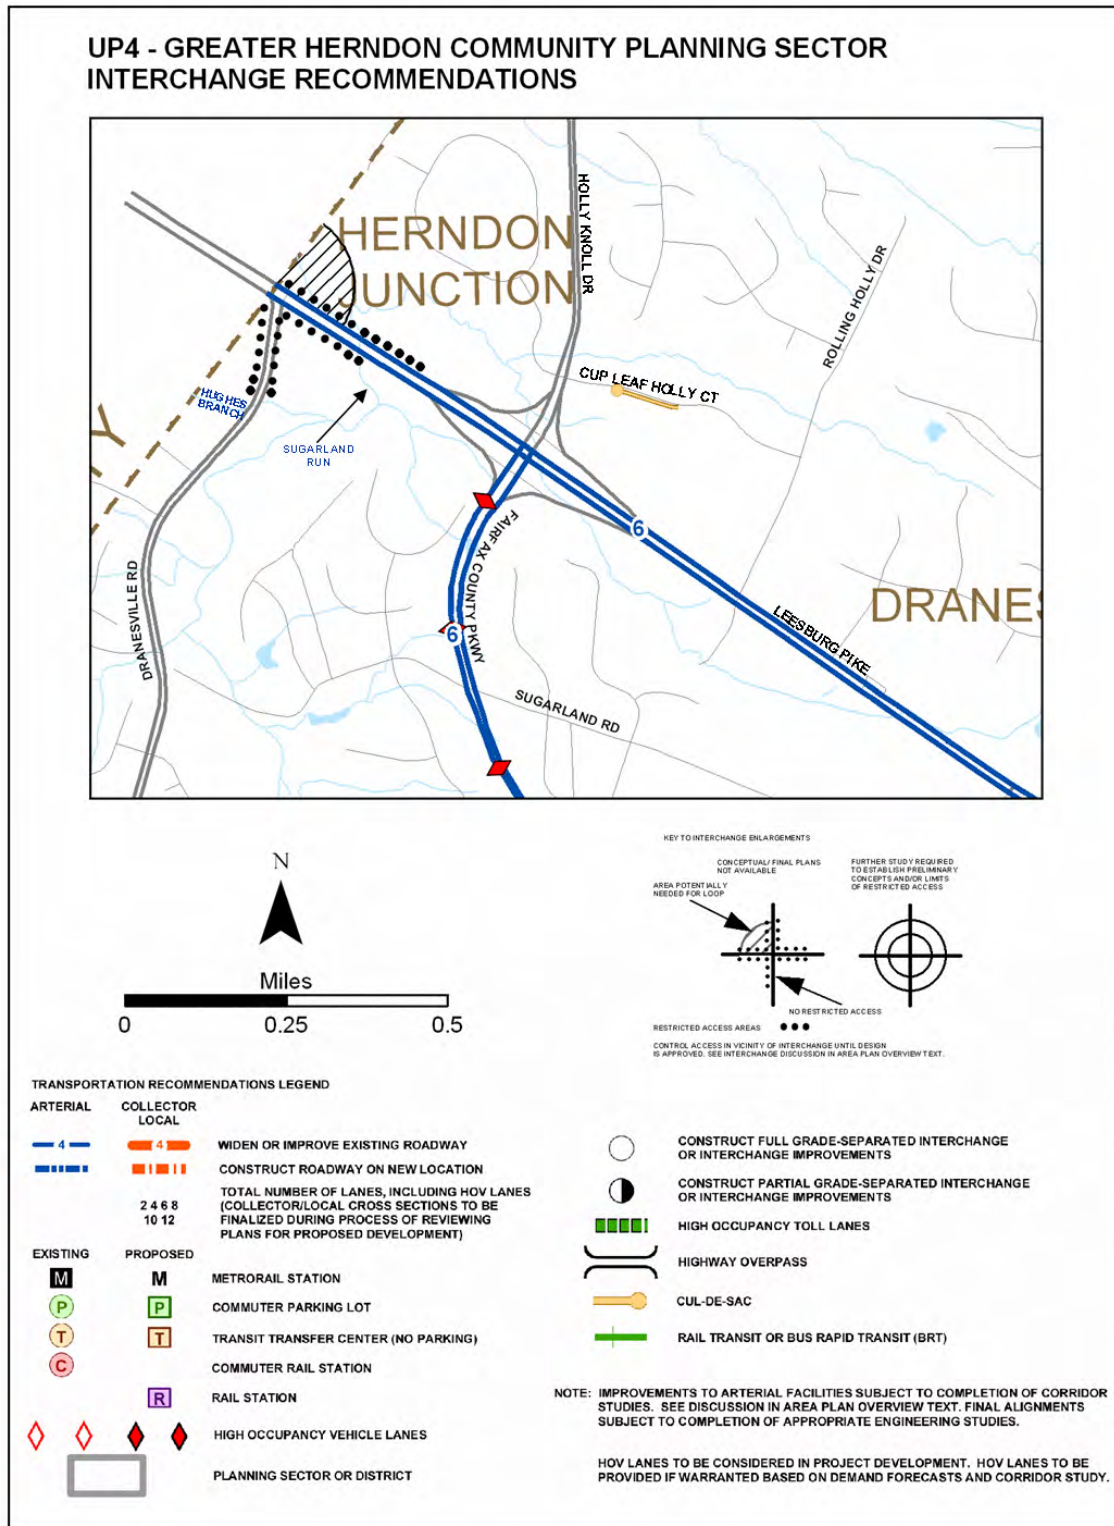 UP4 - GREATER HERNDON COMMUNITY PLANNING SECTOR
INTERCHANGE RECOMMENDATIONS
HERNDON
JUNCTION
HOLLY KNOLL DR
ROLLING HOLLY DR
CUP LEAF HOLLY CT
HUGHES
BRANCH
SUGARLAND
RUN
Y
6
FAIRFAX COUNTY PKWY
DRANES
DRANESVILLE RD
6
LEESBURG PIKE
SUGARLAND RD
N
Miles
0
0.25
0.5
KEY TO INTERCHANGE ENLARGEMENTS
CONCEPTUAL/ FINAL PLANS
NOT AVAILABLE
AREA POTENTIALLY
NEEDED FOR LOOP
FURTHER STUDY REQUIRED
TO ESTABLISH PRELIMINARY
CONCEPTS AND/OR LIMITS
OF RESTRICTED ACCESS
NO RESTRICTED ACCESS
RESTRICTED ACCESS AREAS
CONTROL ACCESS IN VICINITY OF INTERCHANGE UNTIL DESIGN
IS APPROVED. SEE INTERCHANGE DISCUSSION IN AREA PLAN OVERVIEW TEXT.
TRANSPORTATION RECOMMENDATIONS LEGEND
ARTERIAL
COLLECTOR
LOCAL
4
4
WIDEN OR IMPROVE EXISTING ROADWAY
CONSTRUCT ROADWAY ON NEW LOCATION
2 4 6 8
10 12
TOTAL NUMBER OF LANES, INCLUDING HOV LANES
(COLLECTOR/LOCAL CROSS SECTIONS TO BE
FINALIZED DURING PROCESS OF REVIEWING
PLANS FOR PROPOSED DEVELOPMENT)
EXISTING
PROPOSED
M
M
METRORAIL STATION
P
P
COMMUTER PARKING LOT
T
T
TRANSIT TRANSFER CENTER (NO PARKING)
C
COMMUTER RAIL STATION
R
RAIL STATION
HIGH OCCUPANCY VEHICLE LANES
PLANNING SECTOR OR DISTRICT
CONSTRUCT FULL GRADE-SEPARATED INTERCHANGE
OR INTERCHANGE IMPROVEMENTS
CONSTRUCT PARTIAL GRADE-SEPARATED INTERCHANGE
OR INTERCHANGE IMPROVEMENTS
HIGH OCCUPANCY TOLL LANES
HIGHWAY OVERPASS
CUL-DE-SAC
RAIL TRANSIT OR BUS RAPID TRANSIT (BRT)
NOTE: IMPROVEMENTS TO ARTERIAL FACILITIES SUBJECT TO COMPLETION OF CORRIDOR
STUDIES. SEE DISCUSSION IN AREA PLAN OVERVIEW TEXT. FINAL ALIGNMENTS
SUBJECT TO COMPLETION OF APPROPRIATE ENGINEERING STUDIES.
HOV LANES TO BE CONSIDERED IN PROJECT DEVELOPMENT. HOV LANES TO BE
PROVIDED IF WARRANTED BASED ON DEMAND FORECASTS AND CORRIDOR STUDY.